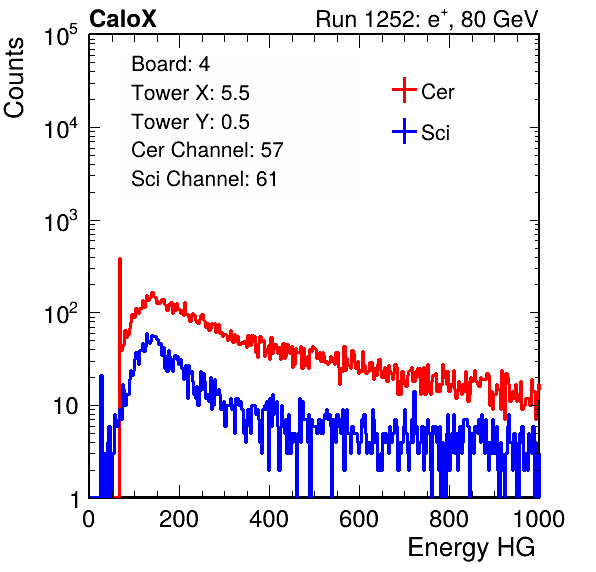 CaloX Run 1252: e+, 80 GeV
Counts
Board: 4
Tower X: 5.5
Tower Y: 0.5
Cer Channel: 57
Sci Channel: 61
Cer
Sci
10^5
10^4
10^3
10^2
10
1
0 200 400 600 800 1000
Energy HG